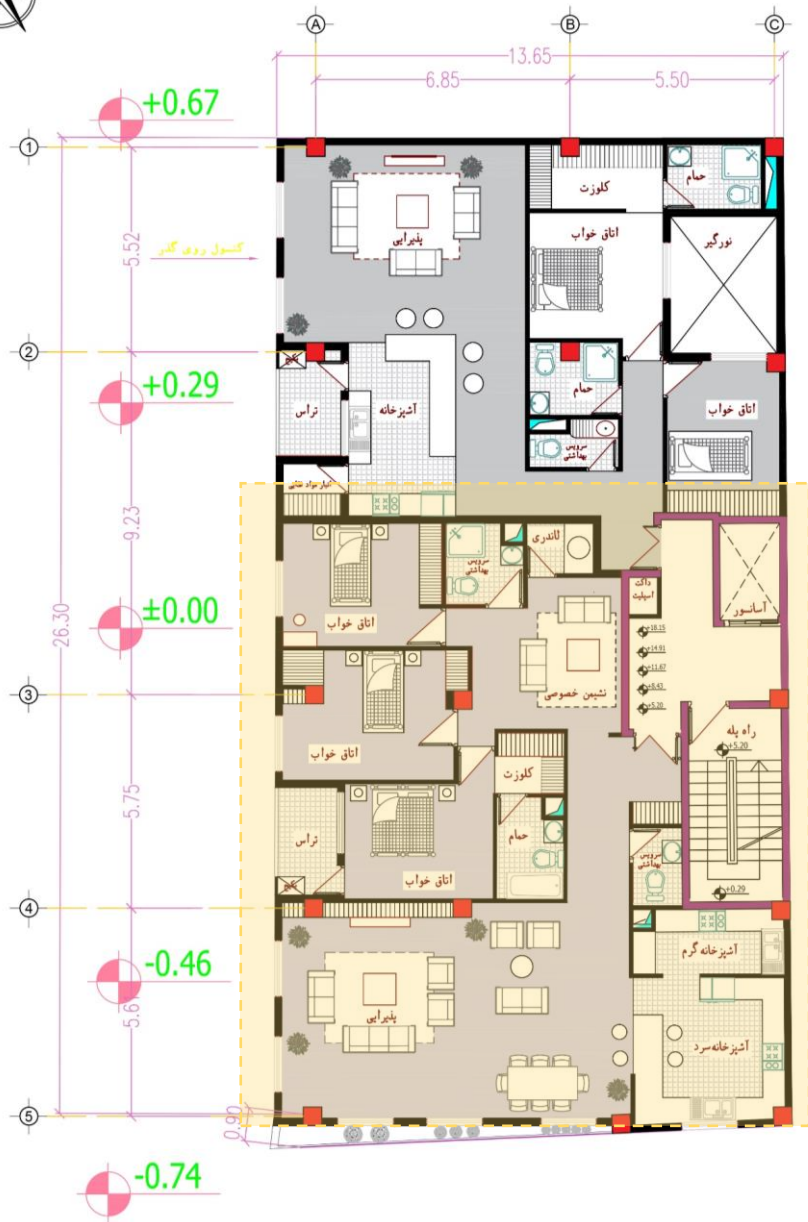 A B C
13.65
6.85 5.50
+0.67
1
حمام
کلوزت
اتاق خواب
نورگیر
پذیرایی
5.52
کنسول روی گذر
2
+0.29
حمام
اتاق خواب
تراس
آشپزخانه
سرویس بهداشتی
9.23
لاندری
سرویس بهداشتی
داکت اسپلیت
آسانسور
±0.00
اتاق خواب
26.30
+18.15
+14.91
+11.67
+8.43
+5.20
نشیمن خصوصی
3
راه پله
+5.20
اتاق خواب
کلوزت
5.75
تراس
حمام
سرویس بهداشتی
اتاق خواب
+0.29
4
آشپزخانه گرم
-0.46
پذیرایی
آشپزخانه سرد
5
0.90
-0.74